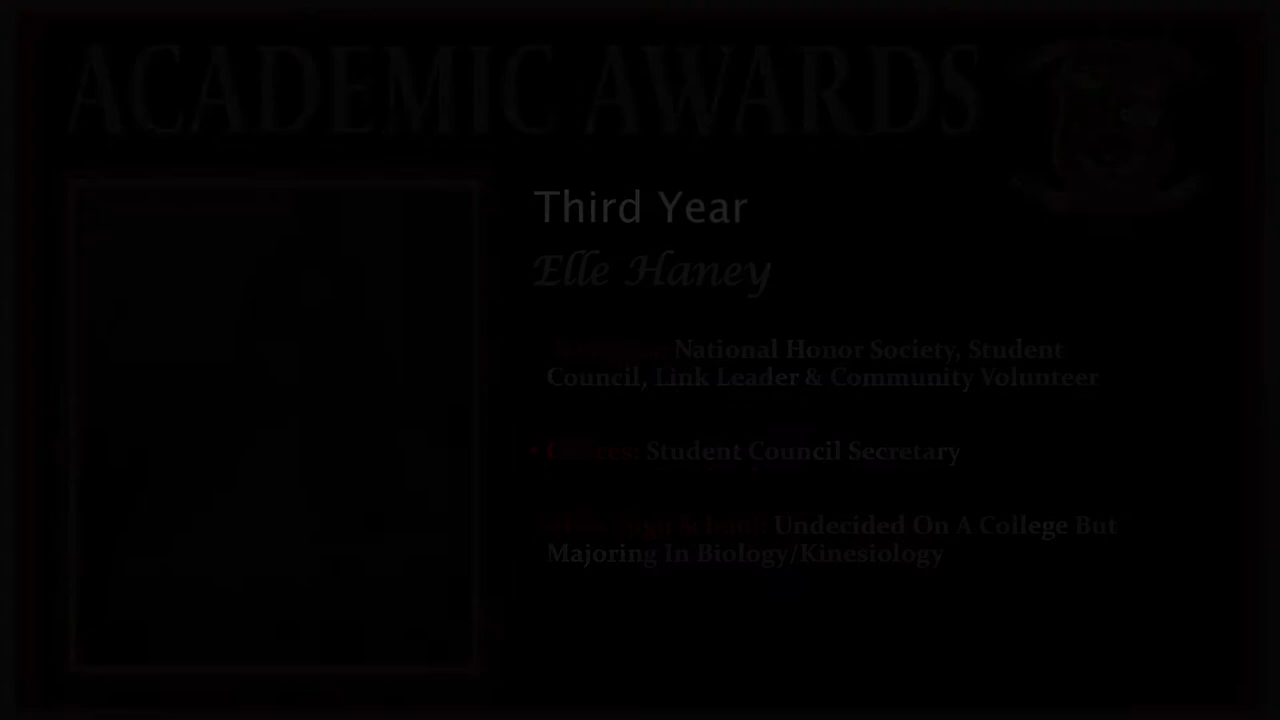 ACADEMIC AWARDS
Third Year
Elle Haney
National Honor Society, Student
Council, Link Leader & Community Volunteer
• Offices: Student Council Secretary
Undecided On A College But
Majoring In Biology/Kinesiology